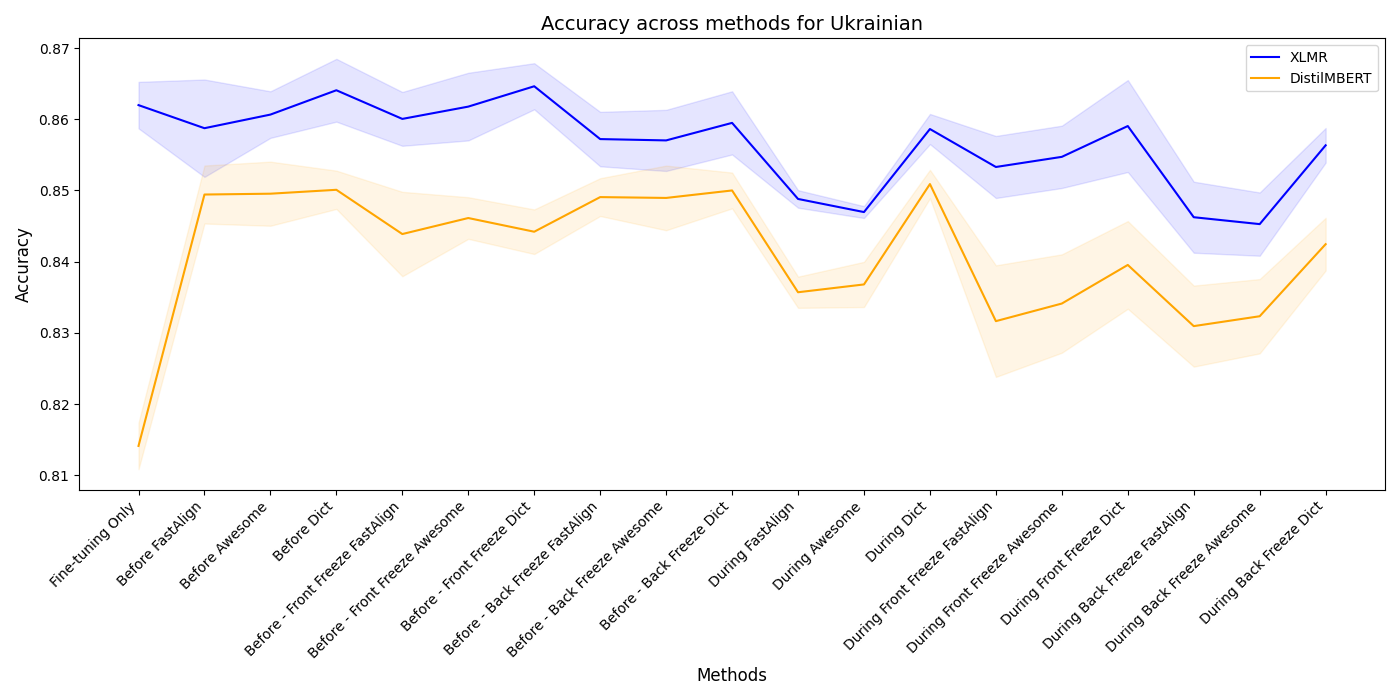 Accuracy across methods for Ukrainian
XLMR
DistilMBERT
Accuracy
0.87
0.86
0.85
0.84
0.83
0.82
0.81
Fine-tuning Only
Before FastAlign
Before Awesome
Before Dict
Before - Front Freeze FastAlign
Before - Front Freeze Awesome
Before - Front Freeze Dict
Before - Back Freeze FastAlign
Before - Back Freeze Awesome
Before - Back Freeze Dict
During FastAlign
During Awesome
During Dict
During Front Freeze FastAlign
During Front Freeze Awesome
During Front Freeze Dict
During Back Freeze FastAlign
During Back Freeze Awesome
During Back Freeze Dict
Methods